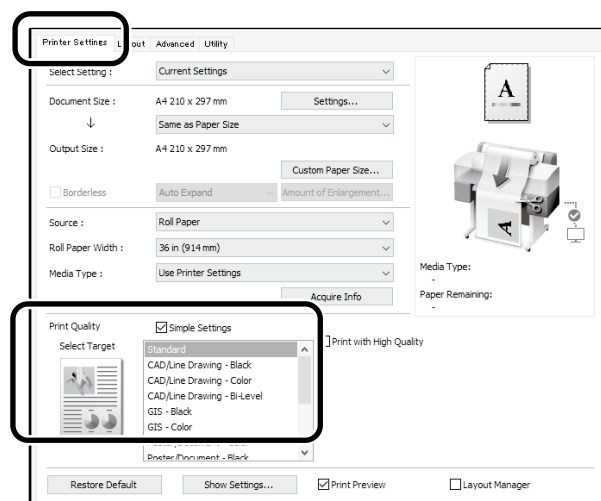 Printer Settings Layout Advanced Utility
Select Setting : Current Settings
Document Size : A4 210 x 297 mm Settings...
↓ Same as Paper Size
Output Size : A4 210 x 297 mm
Custom Paper Size...
Borderless Auto Expand Amount of Enlargement...
Source : Roll Paper
Roll Paper Width : 36 in (914 mm)
Media Type : Use Printer Settings
Acquire Info
A
A
Media Type:
-
Paper Remaining:
-
Print Quality Simple Settings
Select Target
Print with High Quality
Standard
CAD/Line Drawing - Black
CAD/Line Drawing - Color
CAD/Line Drawing - Bi-Level
GIS - Black
GIS - Color
Poster/Document - Black
Restore Default Show Settings... Print Preview Layout Manager